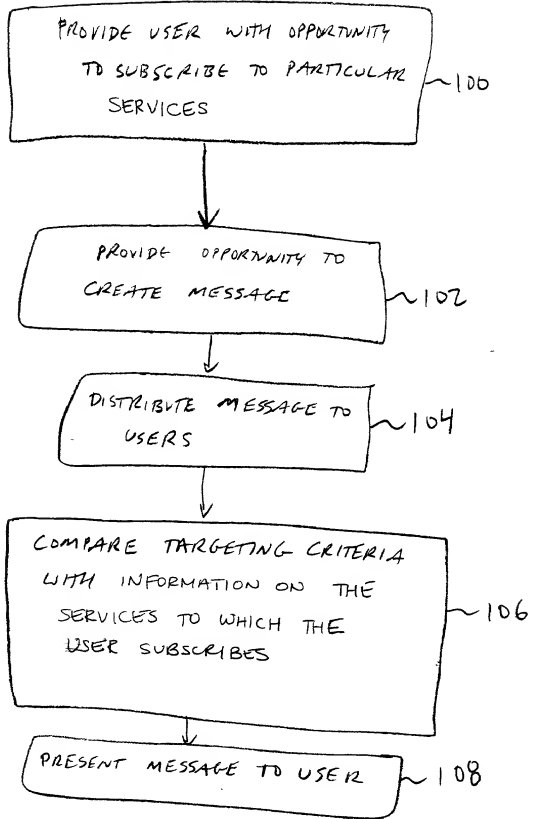 PROVIDE USER WITH OPPORTUNITY
TO SUBSCRIBE TO PARTICULAR
SERVICES
100
PROVIDE OPPORTUNITY TO
CREATE MESSAGE
102
DISTRIBUTE MESSAGE TO
USERS
104
COMPARE TARGETING CRITERIA
WITH INFORMATION ON THE
SERVICES TO WHICH THE
USER SUBSCRIBES
106
PRESENT MESSAGE TO USER
108